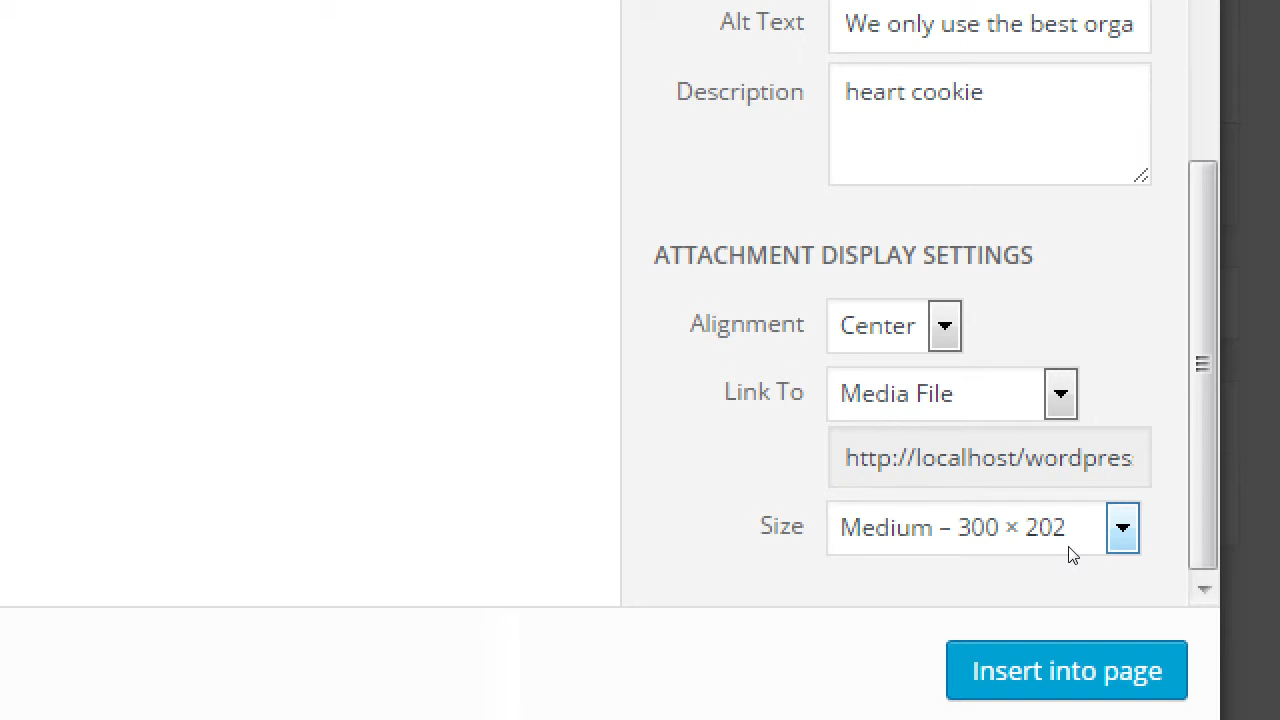 Alt Text We only use the best orga
Description heart cookie
ATTACHMENT DISPLAY SETTINGS
Alignment Center
Link To Media File
http://localhost/wordpres
Size Medium – 300 × 202
Insert into page